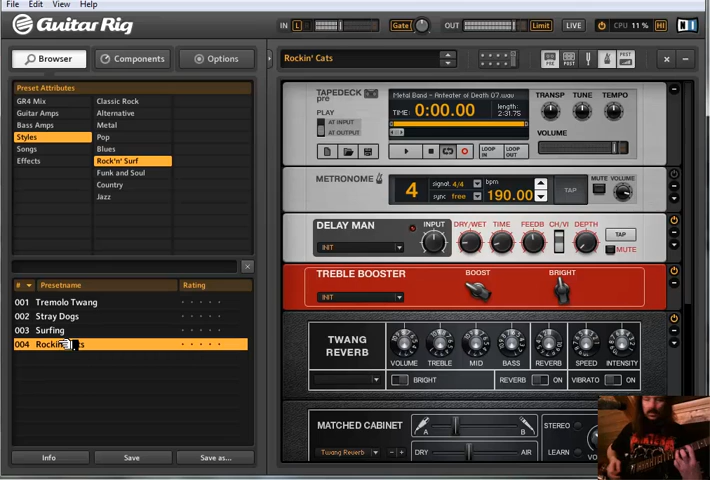 File Edit View Help
Guitar Rig
IN L Gate OUT Limit LIVE CPU 11 % HI NI
Browser Components Options
Rockin' Cats
PRE POST POST
Preset Attributes
GR4 Mix Classic Rock
Guitar Amps Alternative
Bass Amps Metal
Styles Pop
Songs Blues
Effects Rock'n' Surf
Funk and Soul
Country
Jazz
# Presetname Rating
001 Tremolo Twang
002 Stray Dogs
003 Surfing
004 Rockin
Info Save Save as...
TAPEDECK
pre
PLAY
AT INPUT
AT OUTPUT
Metal Band - Anteater of Death 07.wav
TIME: 0:00.00 length:
2:31.75
LOOP IN LOOP OUT
TRANSP TUNE TEMPO
VOLUME
METRONOME 4 signat. 4/4 bpm
sync free 190.00
TAP MUTE VOLUME
DELAY MAN INPUT DRY/WET TIME FEEDB CH/VI DEPTH
INIT TAP
MUTE
TREBLE BOOSTER BOOST BRIGHT
INIT
TWANG
REVERB
VOLUME TREBLE MID BASS REVERB SPEED INTENSITY
BRIGHT REVERB ON VIBRATO ON
MATCHED CABINET A B STEREO
Twang Reverb DRY AIR LEARN